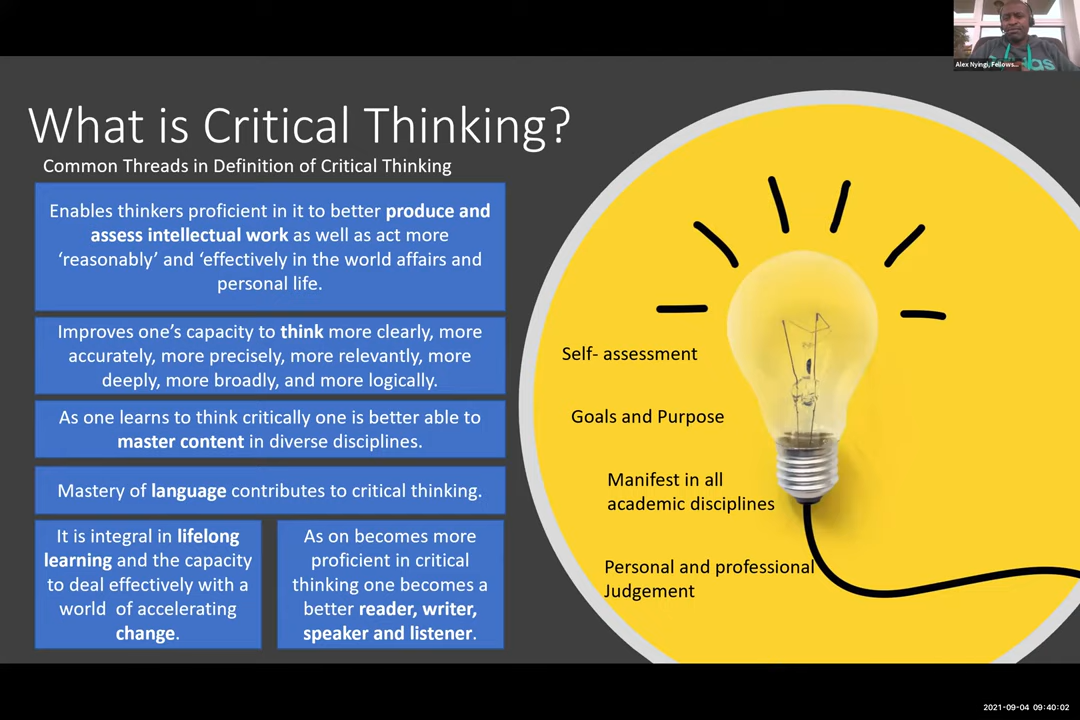 Alex Nyingi, Fellows...
What is Critical Thinking?
Common Threads in Definition of Critical Thinking
Enables thinkers proficient in it to better produce and
assess intellectual work as well as act more
‘reasonably’ and ‘effectively in the world affairs and
personal life.
Improves one’s capacity to think more clearly, more
accurately, more precisely, more relevantly, more
deeply, more broadly, and more logically.
As one learns to think critically one is better able to
master content in diverse disciplines.
Mastery of language contributes to critical thinking.
It is integral in lifelong
learning and the capacity
to deal effectively with a
world of accelerating
change.
As on becomes more
proficient in critical
thinking one becomes a
better reader, writer,
speaker and listener.
Self- assessment
Goals and Purpose
Manifest in all
academic disciplines
Personal and professional
Judgement
2021-09-04 09:40:02